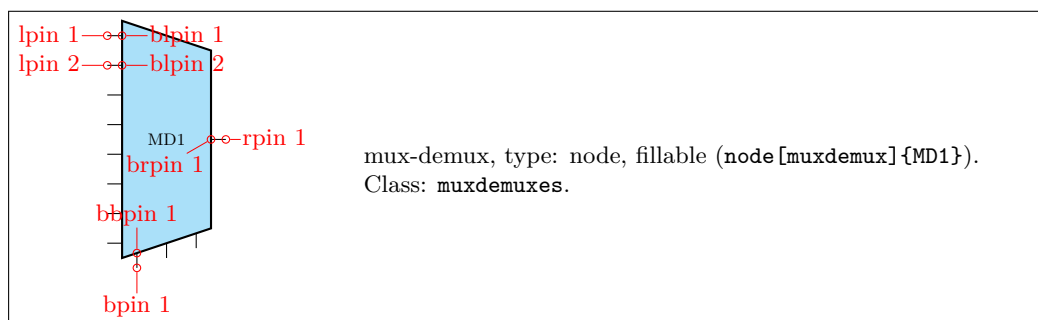 lpin 1 blpin 1
lpin 2 blpin 2
MD1 rpin 1
brpin 1
mux-demux, type: node, fillable (node[muxdemux]{MD1}).
Class: muxdemuxes.
bbpin 1
bpin 1